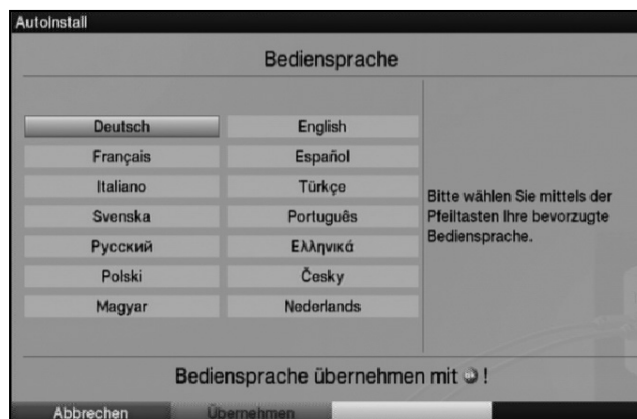 AutoInstall
Bediensprache
Deutsch English
Français Español
Italiano Türkçe
Svenska Português
Русский Ελληνικά
Polski Česky
Magyar Nederlands
Bitte wählen Sie mittels der
Pfeiltasten Ihre bevorzugte
Bediensprache.
Bediensprache übernehmen mit ok !
Abbrechen Übernehmen